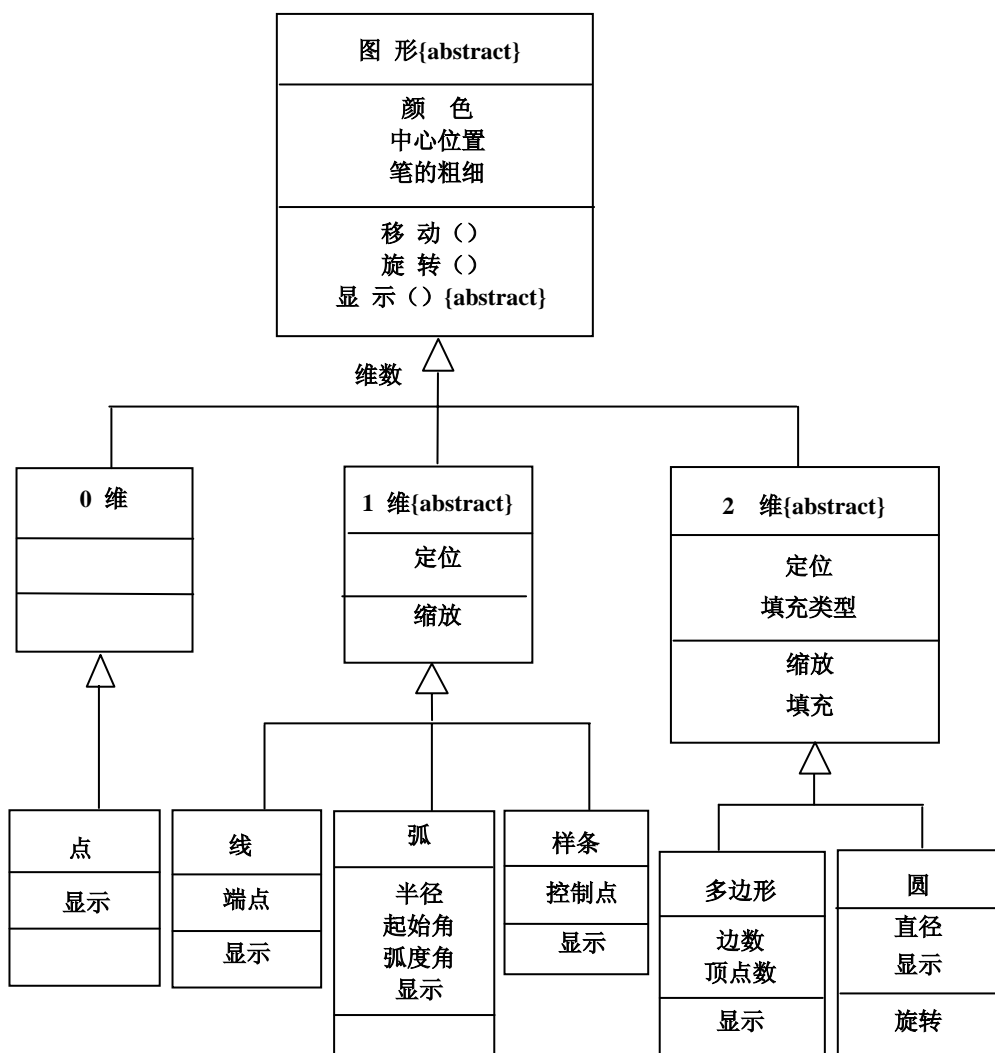 图 形{abstract}
颜 色
中心位置
笔的粗细
移 动（）
旋 转（）
显 示（）{abstract}
维数
0 维
1 维{abstract}
定位
缩放
2 维{abstract}
定位
填充类型
缩放
填充
点
显示
线
端点
显示
弧
半径
起始角
弧度角
显示
样条
控制点
显示
多边形
边数
顶点数
显示
圆
直径
显示
旋转